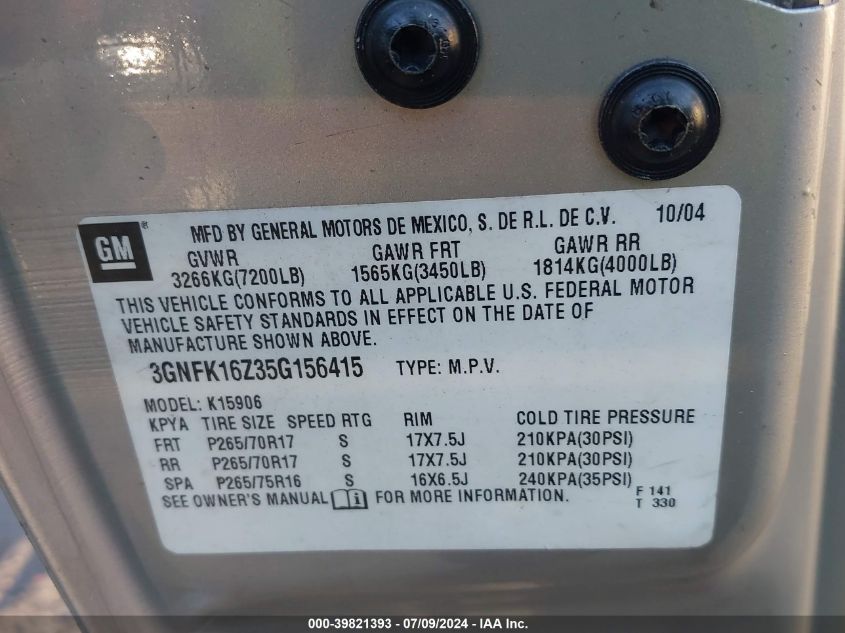 GM ®
MFD BY GENERAL MOTORS DE MEXICO, S. DE R.L. DE C.V. 10/04
GVWR GAWR FRT GAWR RR
3266KG(7200LB) 1565KG(3450LB) 1814KG(4000LB)
THIS VEHICLE CONFORMS TO ALL APPLICABLE U.S. FEDERAL MOTOR
VEHICLE SAFETY STANDARDS IN EFFECT ON THE DATE OF
MANUFACTURE SHOWN ABOVE.
3GNFK16Z35G156415 TYPE: M.P.V.
MODEL: K15906
KPYA TIRE SIZE SPEED RTG RIM COLD TIRE PRESSURE
FRT P265/70R17 S 17X7.5J 210KPA(30PSI)
RR P265/70R17 S 17X7.5J 210KPA(30PSI)
SPA P265/75R16 S 16X6.5J 240KPA(35PSI)
SEE OWNER'S MANUAL i FOR MORE INFORMATION.
F 141
T 330
000-39821393 - 07/09/2024 - IAA Inc.